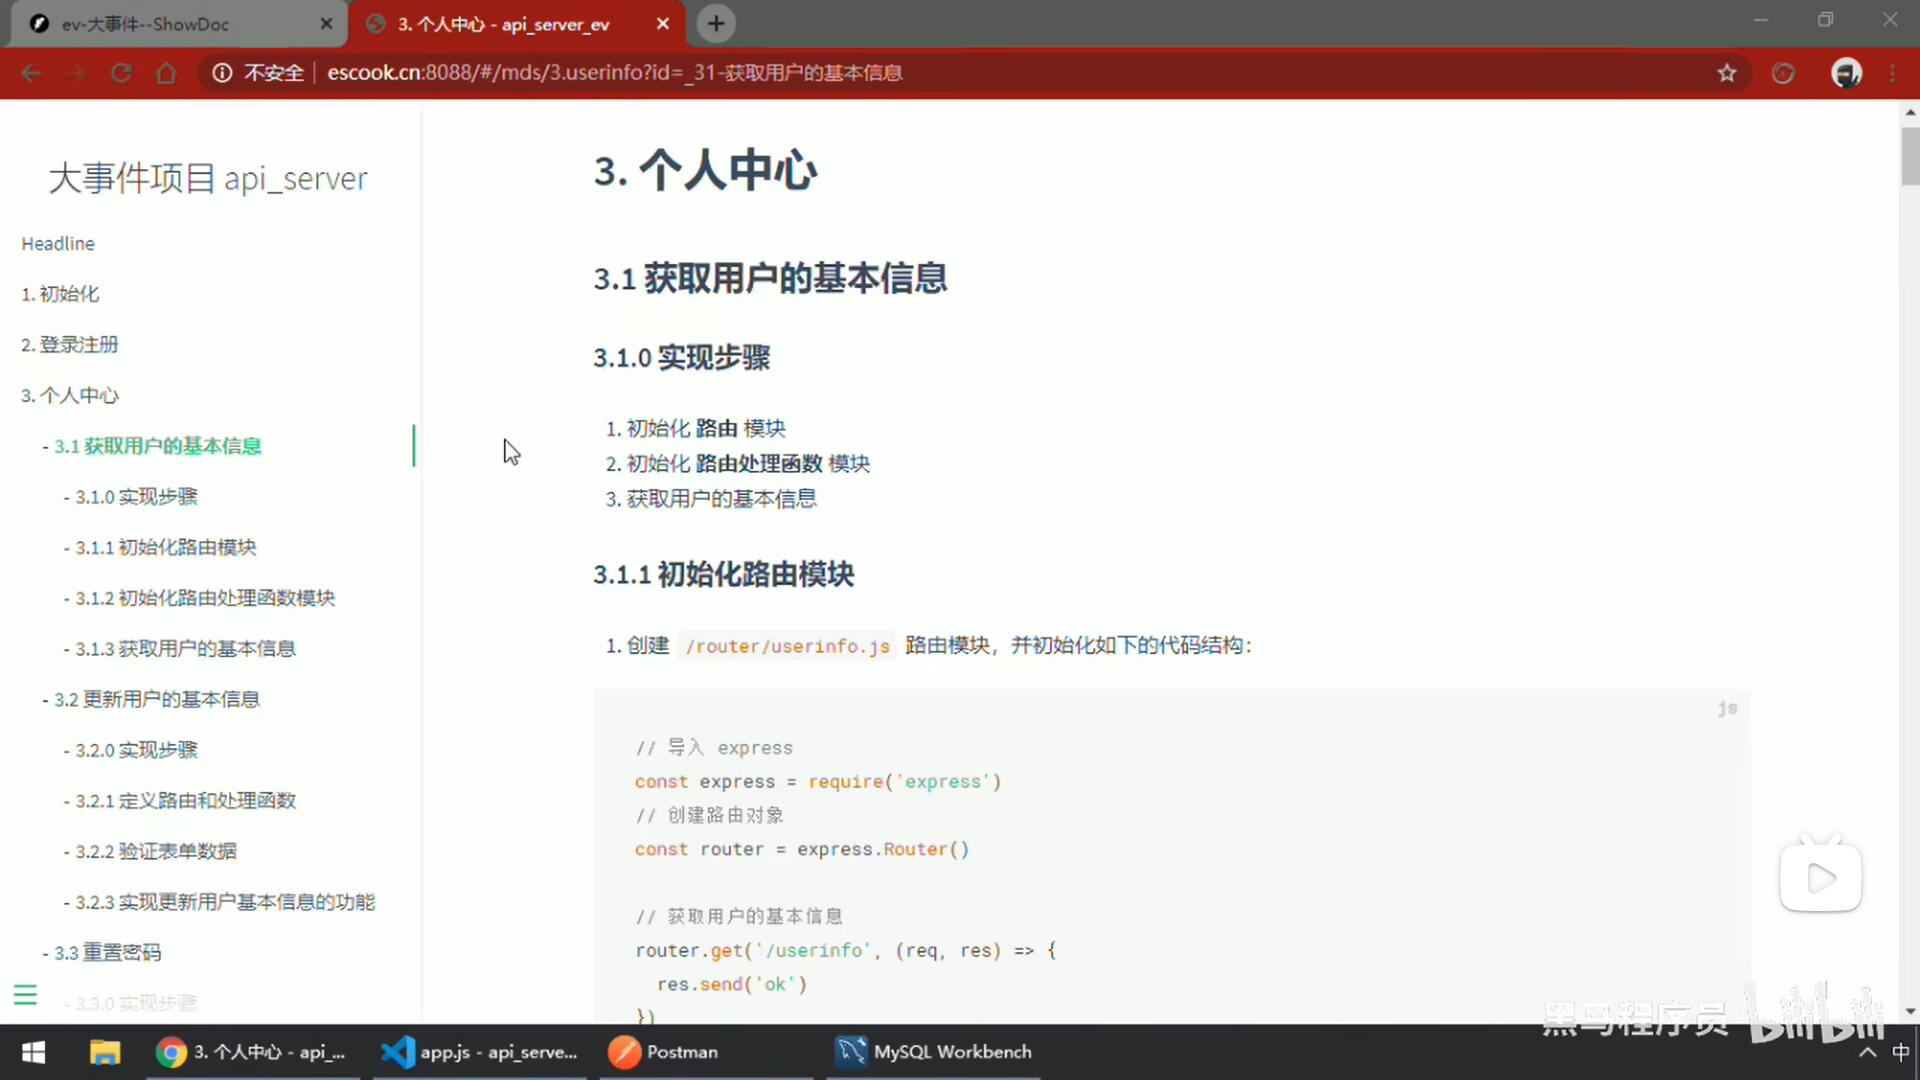 ev-大事件--ShowDoc
3. 个人中心 - api_server_ev
不安全
escook.cn:8088/#/mds/3.userinfo?id=_31-获取用户的基本信息
大事件项目 api_server
Headline
1. 初始化
2. 登录注册
3. 个人中心
- 3.1 获取用户的基本信息
- 3.1.0 实现步骤
- 3.1.1 初始化路由模块
- 3.1.2 初始化路由处理函数模块
- 3.1.3 获取用户的基本信息
- 3.2 更新用户的基本信息
- 3.2.0 实现步骤
- 3.2.1 定义路由和处理函数
- 3.2.2 验证表单数据
- 3.2.3 实现更新用户基本信息的功能
- 3.3 重置密码
- 3.3.0 实现步骤
3. 个人中心
3.1 获取用户的基本信息
3.1.0 实现步骤
1. 初始化 路由 模块
2. 初始化 路由处理函数 模块
3. 获取用户的基本信息
3.1.1 初始化路由模块
1. 创建 /router/userinfo.js 路由模块，并初始化如下的代码结构：
js
// 导入 express
const express = require('express')
// 创建路由对象
const router = express.Router()
// 获取用户的基本信息
router.get('/userinfo', (req, res) => {
res.send('ok')
})
黑马程序员 bilibili
3. 个人中心 - api_...
app.js - api_serve...
Postman
MySQL Workbench
中